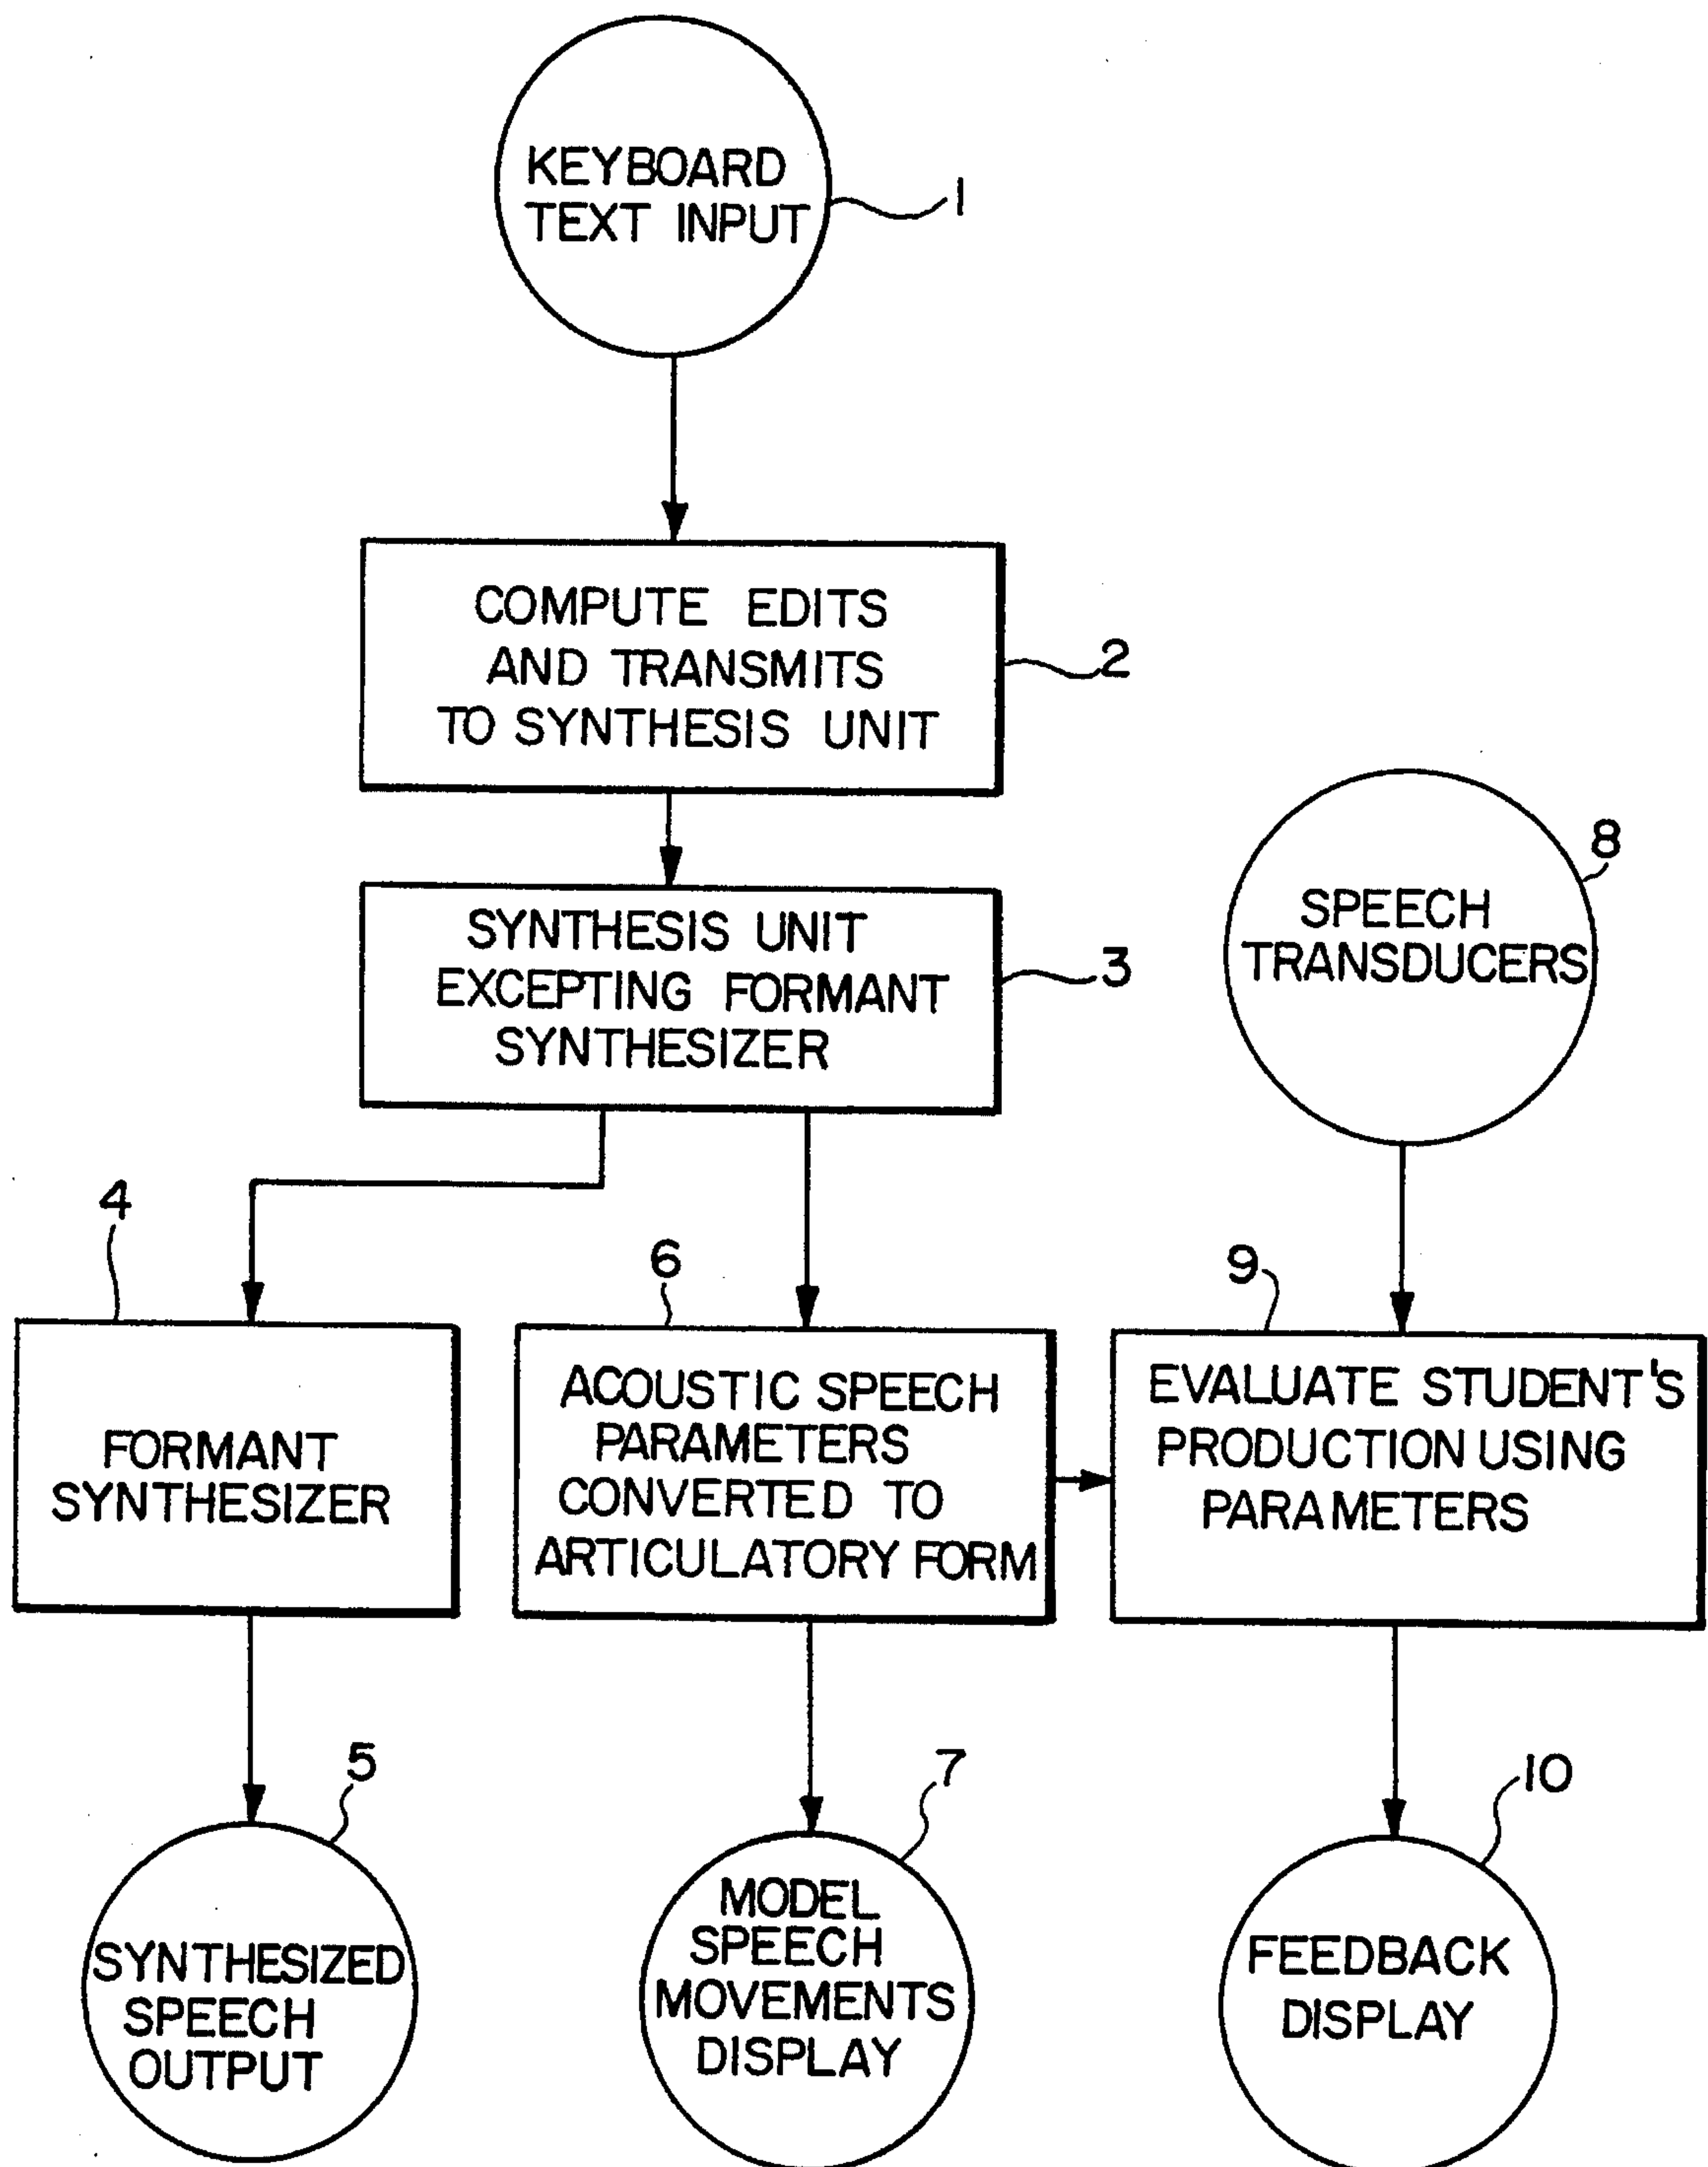 KEYBOARD
TEXT INPUT
1
COMPUTE EDITS
AND TRANSMITS
TO SYNTHESIS UNIT
2
SYNTHESIS UNIT
EXCEPTING FORMANT
SYNTHESIZER
3
SPEECH
TRANSDUCERS
8
4
FORMANT
SYNTHESIZER
6
ACOUSTIC SPEECH
PARAMETERS
CONVERTED TO
ARTICULATORY FORM
9
EVALUATE STUDENT'S
PRODUCTION USING
PARAMETERS
5
SYNTHESIZED
SPEECH
OUTPUT
7
MODEL
SPEECH
MOVEMENTS
DISPLAY
10
FEEDBACK
DISPLAY